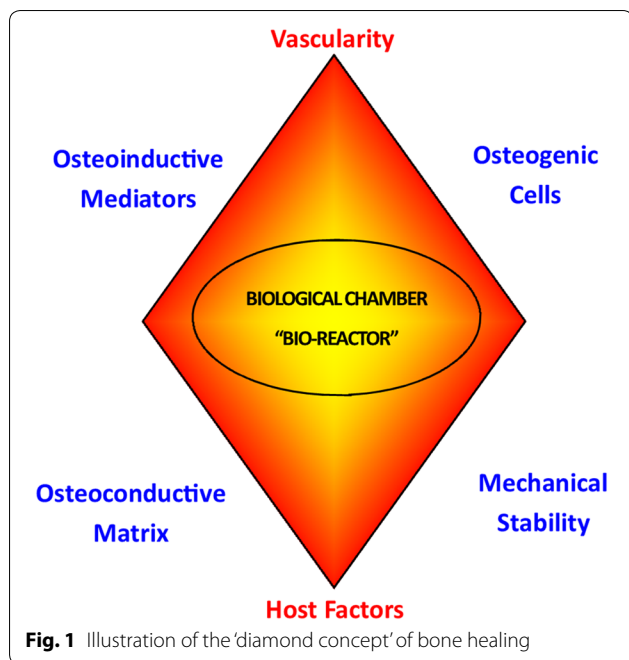 Vascularity
Osteoinductive
Mediators
Osteogenic
Cells
BIOLOGICAL CHAMBER
“BIO-REACTOR”
Osteoconductive
Matrix
Mechanical
Stability
Host Factors
Fig. 1 Illustration of the ‘diamond concept’ of bone healing